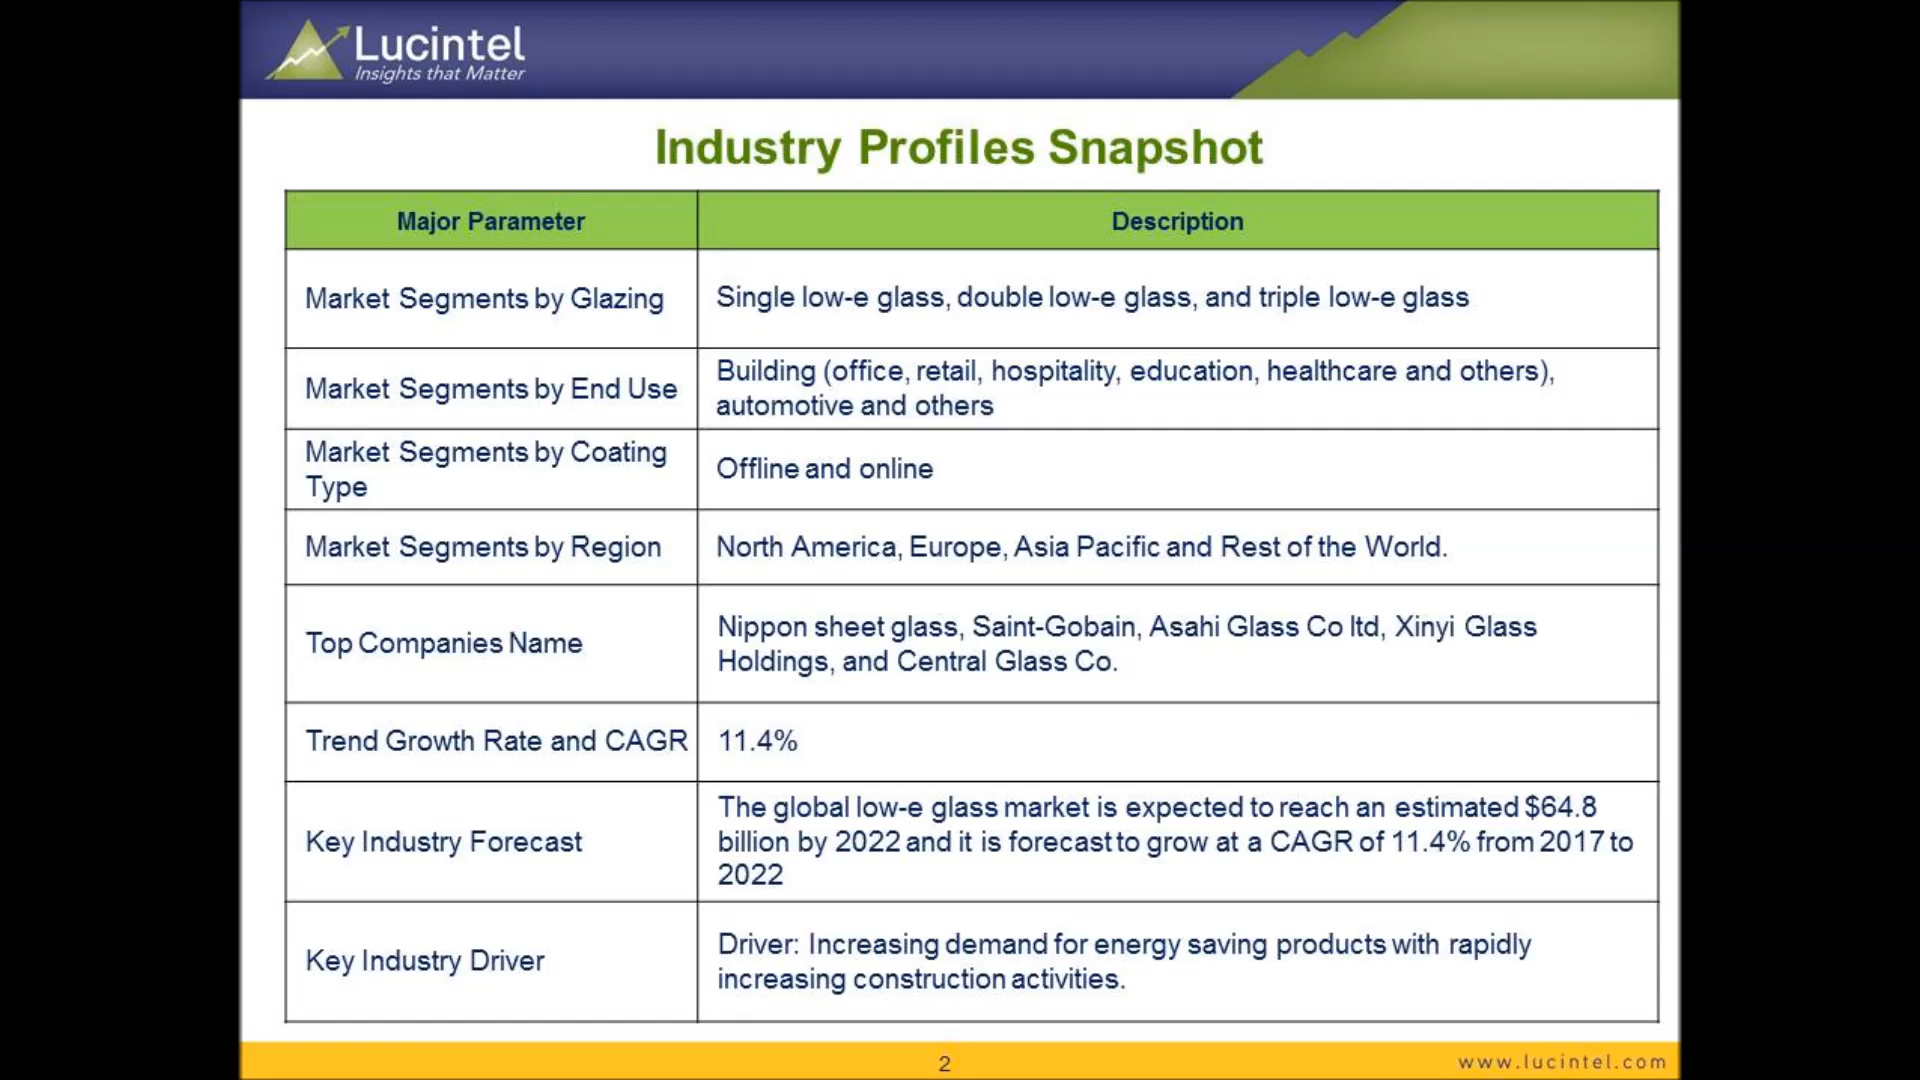 Lucintel
Insights that Matter
Industry Profiles Snapshot
Major Parameter
Description
Market Segments by Glazing
Single low-e glass, double low-e glass, and triple low-e glass
Market Segments by End Use
Building (office, retail, hospitality, education, healthcare and others),
automotive and others
Market Segments by Coating
Type
Offline and online
Market Segments by Region
North America, Europe, Asia Pacific and Rest of the World.
Top Companies Name
Nippon sheet glass, Saint-Gobain, Asahi Glass Co ltd, Xinyi Glass
Holdings, and Central Glass Co.
Trend Growth Rate and CAGR
11.4%
Key Industry Forecast
The global low-e glass market is expected to reach an estimated $64.8
billion by 2022 and it is forecast to grow at a CAGR of 11.4% from 2017 to
2022
Key Industry Driver
Driver: Increasing demand for energy saving products with rapidly
increasing construction activities.
2
www.lucintel.com